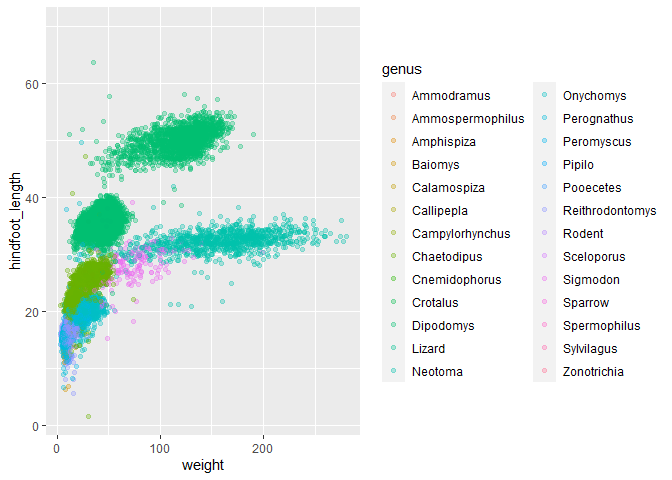 hindfoot_length
60
40
20
0
0
100
200
weight
genus
Ammodramus
Ammospermophilus
Amphispiza
Baiomys
Calamospiza
Callipepla
Campylorhynchus
Chaetodipus
Cnemidophorus
Crotalus
Dipodomys
Lizard
Neotoma
Onychomys
Perognathus
Peromyscus
Pipilo
Pooecetes
Reithrodontomys
Rodent
Sceloporus
Sigmodon
Sparrow
Spermophilus
Sylvilagus
Zonotrichia